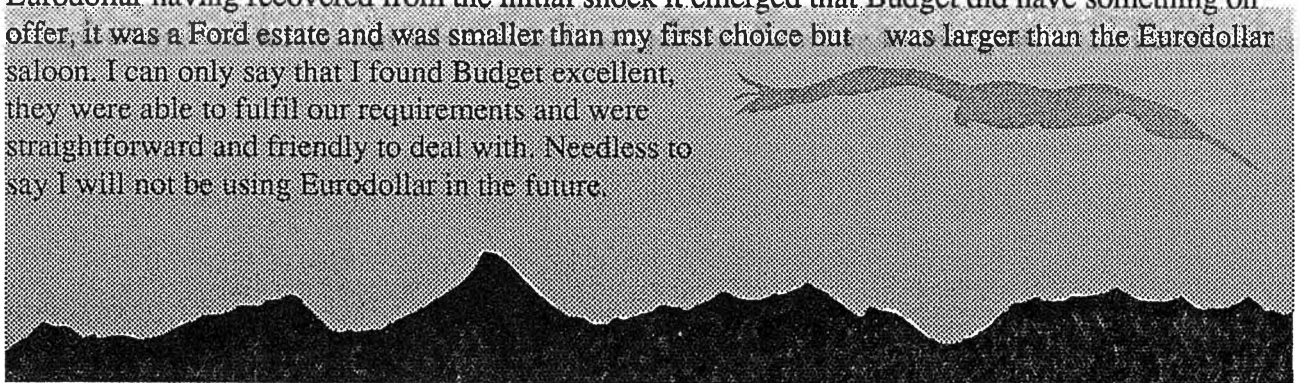 Eurodollar having recovered from the initial shock it emerged that Budget did have something on
offer, it was a Ford estate and was smaller than my first choice but was larger than the Eurodollar
saloon. I can only say that I found Budget excellent,
they were able to fulfil our requirements and were
straightforward and friendly to deal with. Needless to
say I will not be using Eurodollar in the future.